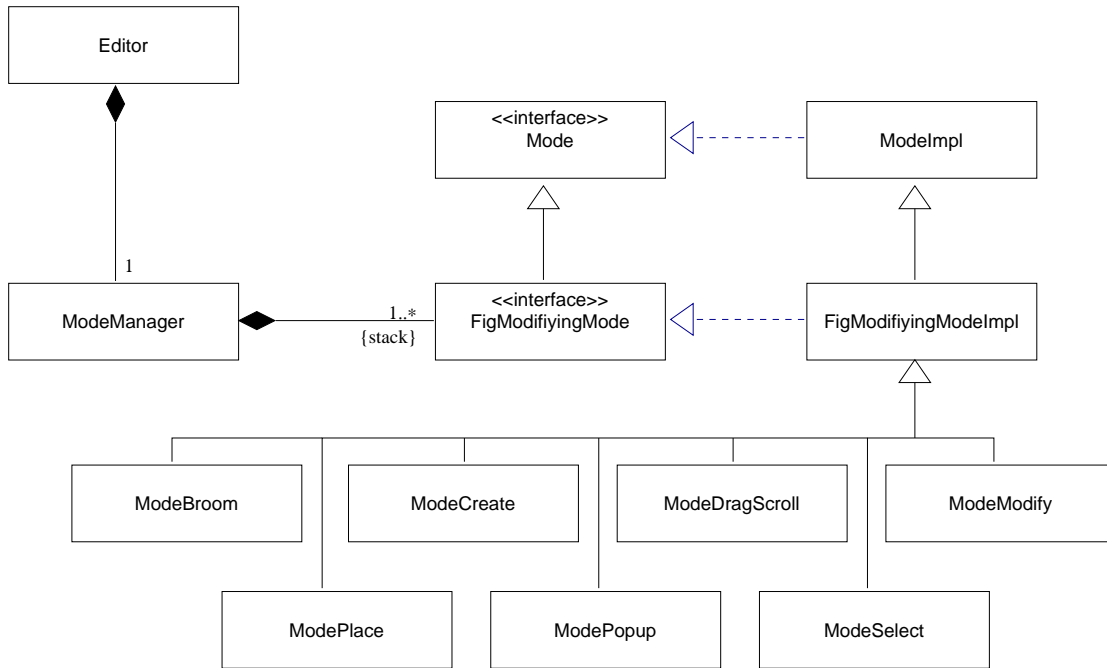 Editor
<<interface>>
Mode
ModeImpl
1
ModeManager
1..*
{stack}
<<interface>>
FigModifiyingMode
FigModifiyingModeImpl
ModeBroom
ModeCreate
ModeDragScroll
ModeModify
ModePlace
ModePopup
ModeSelect